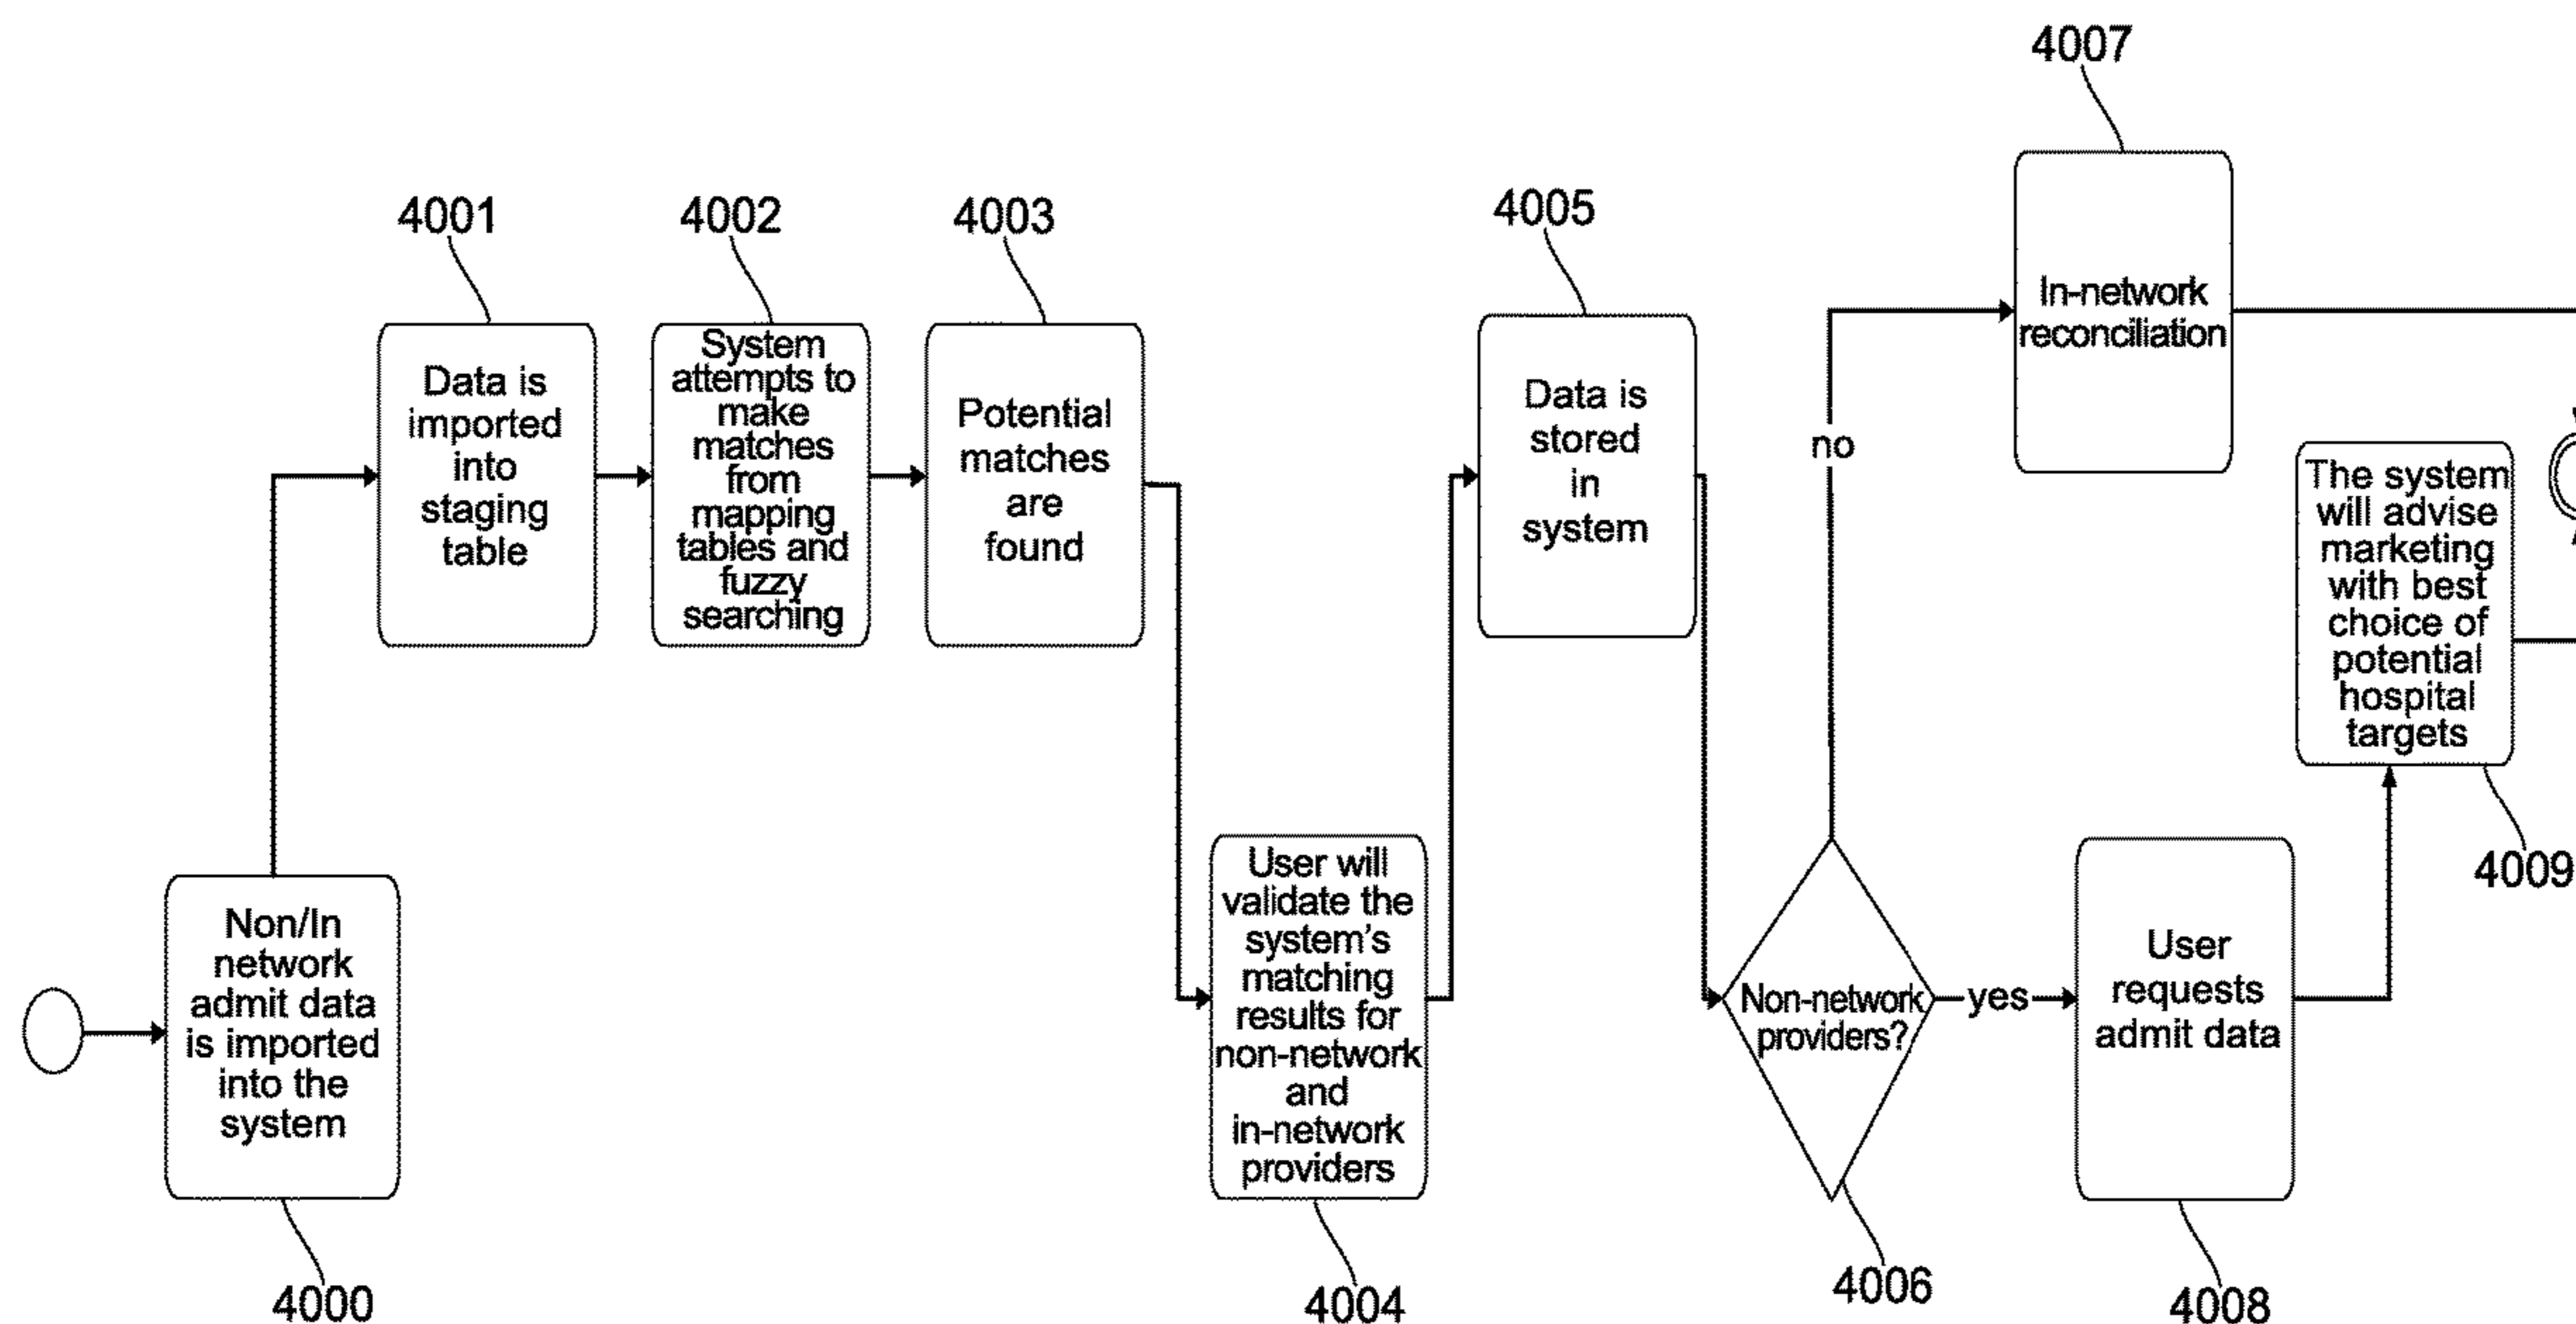 4007
4001
4002
4003
4005
Data is
imported
into
staging
table
System
attempts to
make
matches
from
mapping
tables and
fuzzy
searching
Potential
matches
are
found
Data is
stored
in
system
no
In-network
reconciliation
The system
will advise
marketing
with best
choice of
potential
hospital
targets
4009
Non/In
network
admit data
is imported
into the
system
4000
User will
validate the
system's
matching
results for
non-network
and
in-network
providers
4004
Non-network
providers?
4006
yes
User
requests
admit data
4008